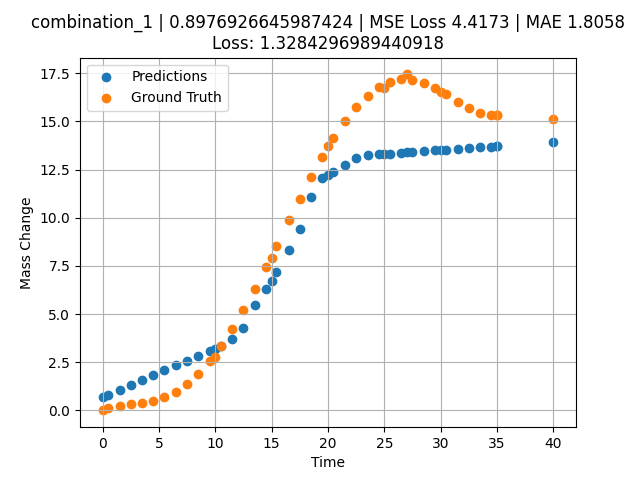 combination_1 | 0.8976926645987424 | MSE Loss 4.4173 | MAE 1.8058
Loss: 1.3284296989440918
Predictions
Ground Truth
17.5
15.0
12.5
10.0
7.5
5.0
2.5
0.0
Mass Change
0 5 10 15 20 25 30 35 40
Time